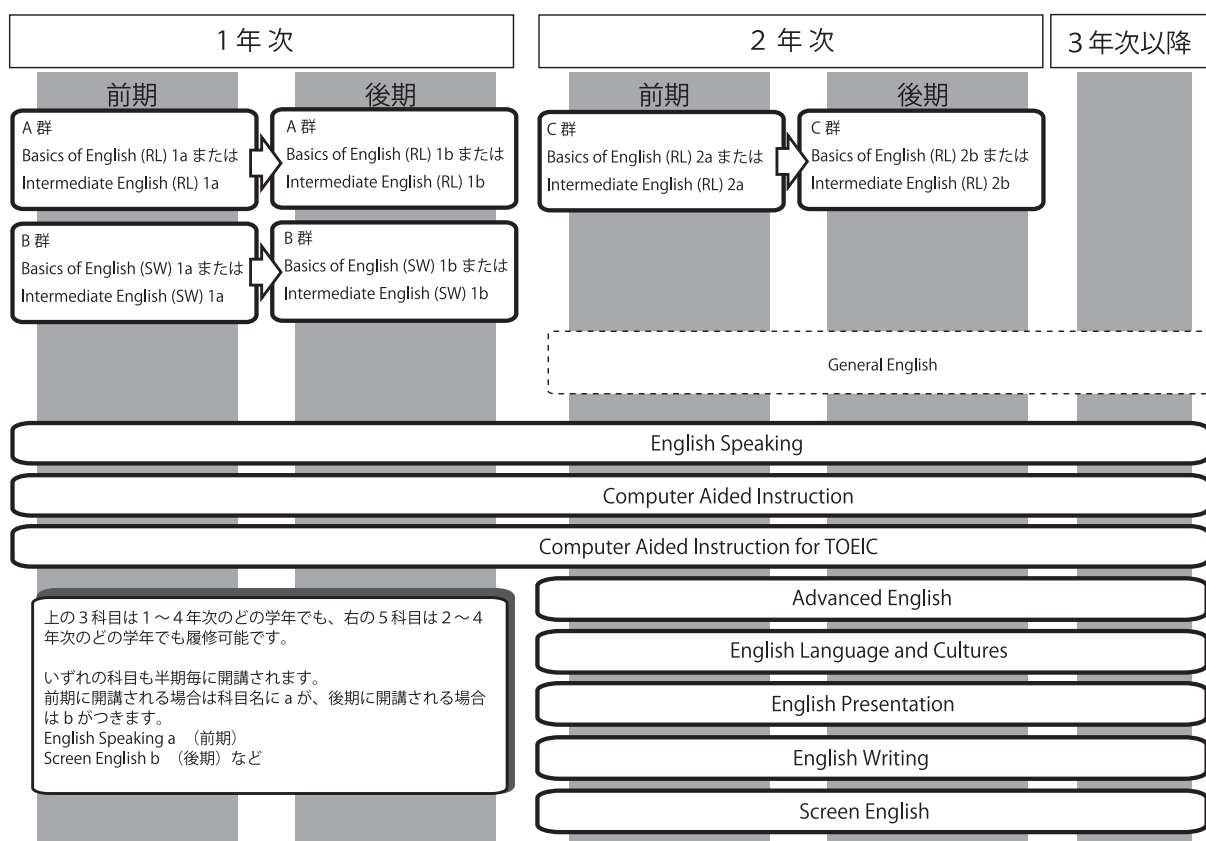 1 年 次
2 年 次
3 年次以降
前期
後期
前期
後期
A 群
Basics of English (RL) 1a または
Intermediate English (RL) 1a
A 群
Basics of English (RL) 1b または
Intermediate English (RL) 1b
C 群
Basics of English (RL) 2a または
Intermediate English (RL) 2a
C 群
Basics of English (RL) 2b または
Intermediate English (RL) 2b
B 群
Basics of English (SW) 1a または
Intermediate English (SW) 1a
B 群
Basics of English (SW) 1b または
Intermediate English (SW) 1b
General English
English Speaking
Computer Aided Instruction
Computer Aided Instruction for TOEIC
上の3科目は1～4年次のどの学年でも、右の5科目は2～4
年次のどの学年でも履修可能です。
いずれの科目も半期毎に開講されます。
前期に開講される場合は科目名に a が、後期に開講される場合
は b がつきます。
English Speaking a （前期）
Screen English b （後期）など
Advanced English
English Language and Cultures
English Presentation
English Writing
Screen English